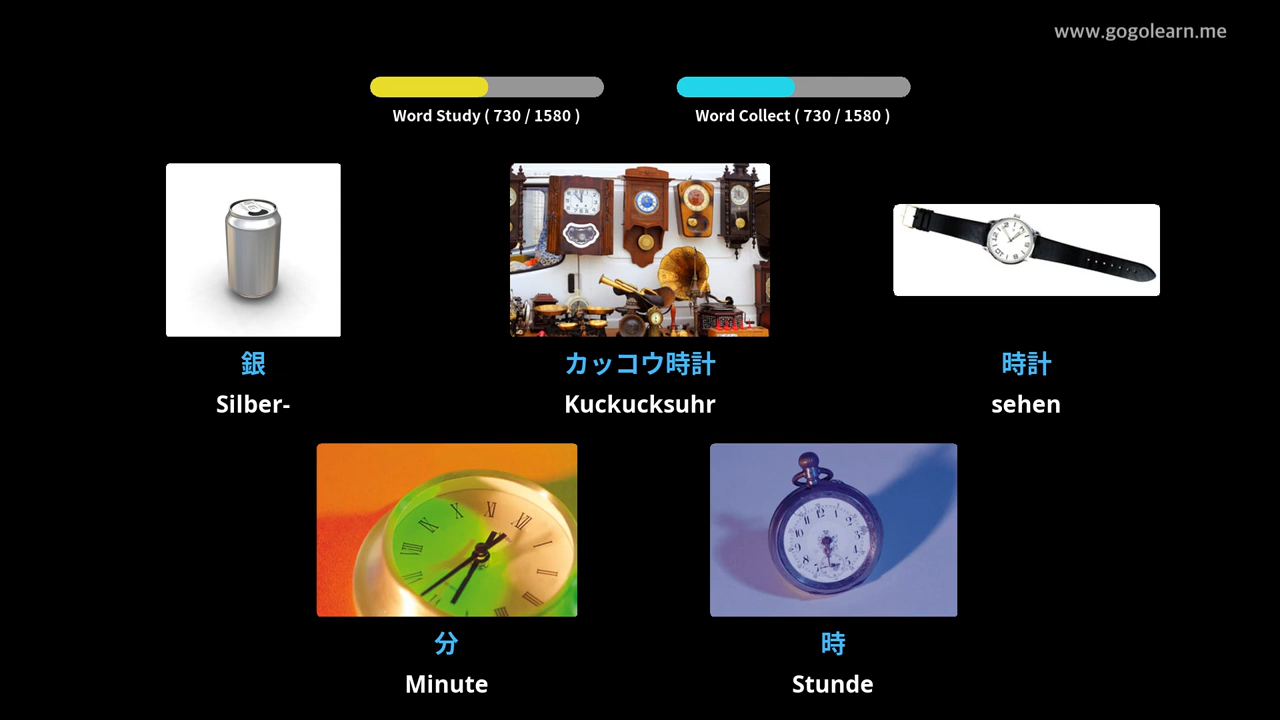 www.gogolearn.me
Word Study ( 730 / 1580 )
Word Collect ( 730 / 1580 )
銀
Silber-
カッコウ時計
Kuckucksuhr
時計
sehen
分
Minute
時
Stunde